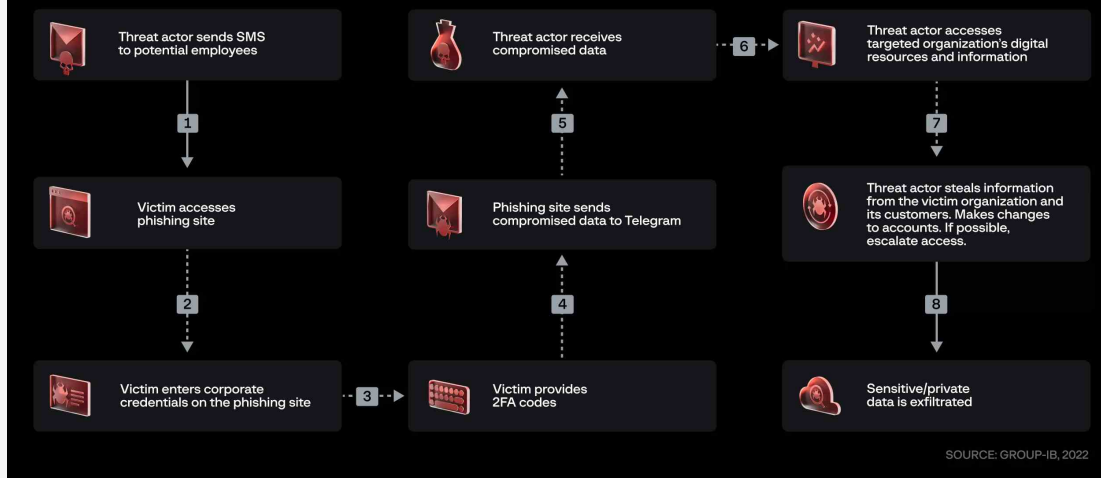 Threat actor sends SMS
to potential employees
1
Victim accesses
phishing site
2
Victim enters corporate
credentials on the phishing site
3
Victim provides
2FA codes
4
Phishing site sends
compromised data to Telegram
5
Threat actor receives
compromised data
6
Threat actor accesses
targeted organization's digital
resources and information
7
Threat actor steals information
from the victim organization and
its customers. Makes changes
to accounts. If possible,
escalate access.
8
Sensitive/private
data is exfiltrated
SOURCE: GROUP-IB, 2022